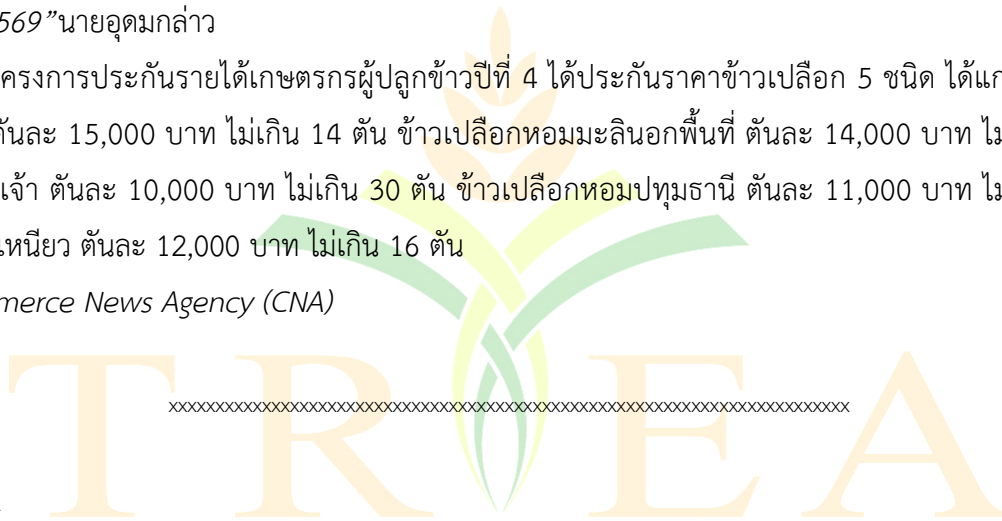 569”นายอุดมกล่าว
ครงการประกันรายได้เกษตรกรผู้ปลูกข้าวปีที่ 4 ได้ประกันราคาข้าวเปลือก 5 ชนิด ได้แก่
ตันละ 15,000 บาท ไม่เกิน 14 ตัน ข้าวเปลือกหอมมะลินอกพื้นที่ ตันละ 14,000 บาท ไม่
เจ้า ตันละ 10,000 บาท ไม่เกิน 30 ตัน ข้าวเปลือกหอมปทุมธานี ตันละ 11,000 บาท ไม่
เหนียว ตันละ 12,000 บาท ไม่เกิน 16 ตัน
merce News Agency (CNA)
xxxxxxxxxxxxxxxxxxxxxxxxxxxxxxxxxxxxxxxxxxxxxxxxxxxxxxxxxxxxxxxxxxxxxxxxxx
TREA